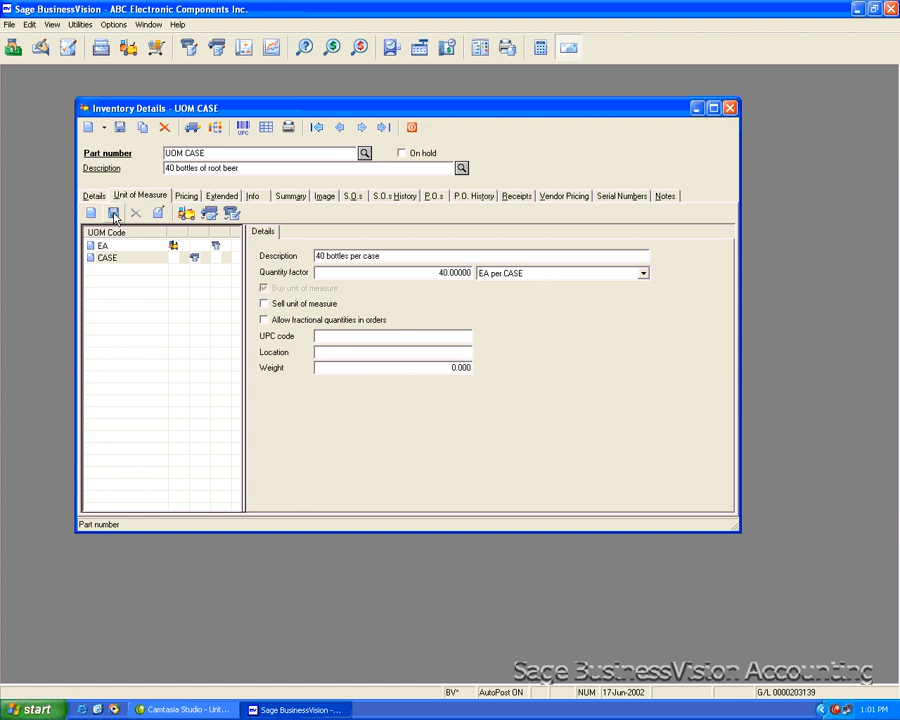 Sage BusinessVision - ABC Electronic Components Inc.
File Edit View Utilities Options Window Help
Inventory Details - UOM CASE
UPC
Part number UOM CASE On hold
Description 40 bottles of root beer
Details Unit of Measure Pricing Extended Info Summary Image S.O.s S.O.s History P.O.s P.O. History Receipts Vendor Pricing Serial Numbers Notes
UOM Code
EA
CASE
Details
Description 40 bottles per case
Quantity factor 40.00000 EA per CASE
Buy unit of measure
Sell unit of measure
Allow fractional quantities in orders
UPC code
Location
Weight 0.000
Part number
Sage BusinessVision Accounting
BV* AutoPost ON NUM 17-Jun-2002 G/L 0000203139
start Camtasia Studio - Unt... Sage BusinessVision -... 1:01 PM